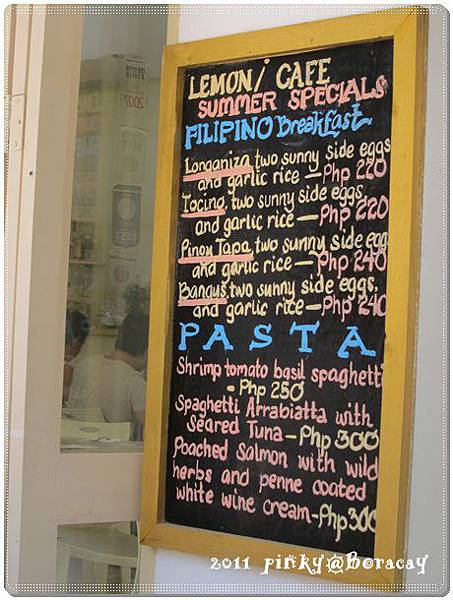 LEMON i CAFE
SUMMER SPECIALS
FILIPINO Breakfast
Longaniza, two sunny side eggs
and garlic rice - Php 220
Tocino, two sunny side eggs
and garlic rice - Php 220
Pinoy Tapa, two sunny side egg
and garlic rice - Php 240
Bangus, two sunny side eggs,
and garlic rice - Php 240
PASTA
Shrimp tomato basil spaghetti
- Php 250
Spaghetti Arrabiatta with
Seared Tuna - Php 300
Poached Salmon with wild
herbs and penne coated
white wine cream - Php 300
2011 pinky@Boracay
2007